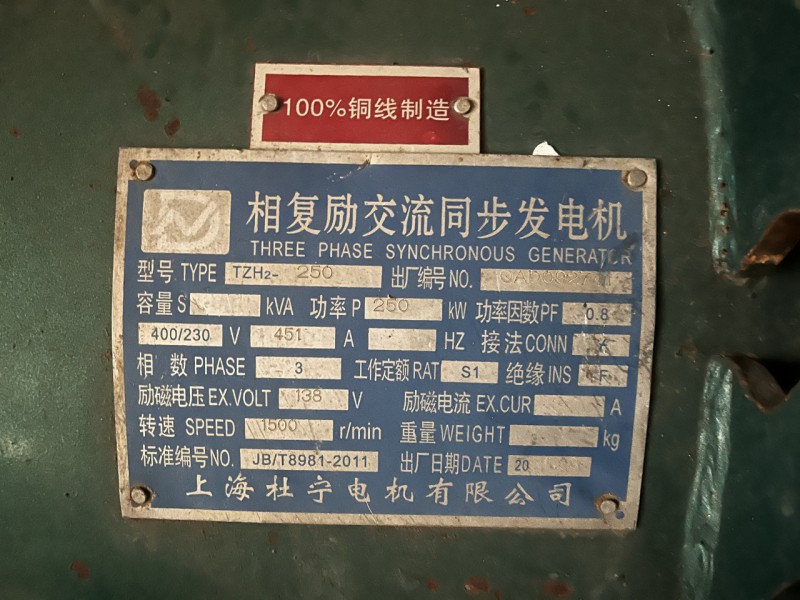 100%铜线制造
相复励交流同步发电机
THREE PHASE SYNCHRONOUS GENERATOR
型号 TYPE TZH₂- 250 出厂编号 NO.
容量 S kVA 功率 P 250 kW 功率因数 PF 0.8
400/230 V 451 A HZ 接法 CONN
相 数 PHASE 3 工作定额 RAT S1 绝缘 INS F
励磁电压 EX.VOLT 138 V 励磁电流 EX.CUR A
转速 SPEED 1500 r/min 重量 WEIGHT kg
标准编号 NO. JB/T8981-2011 出厂日期 DATE 20
上海杜宁电机有限公司